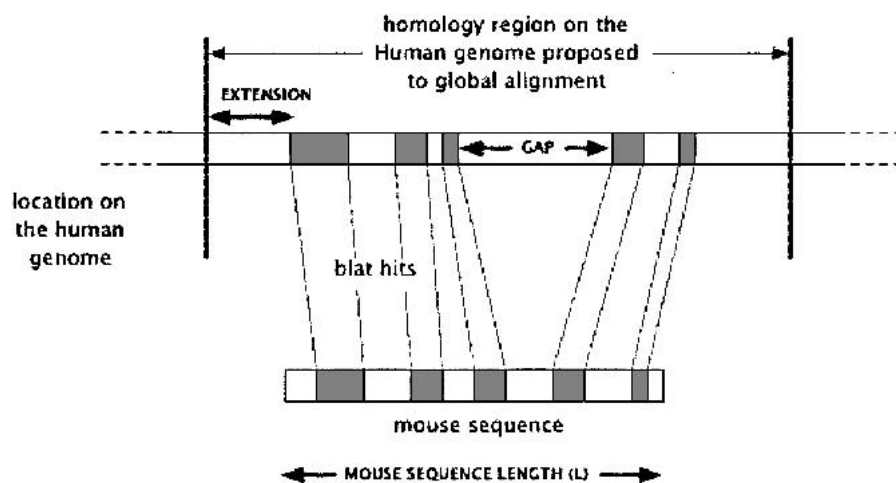 homology region on the
Human genome proposed
to global alignment
EXTENSION
GAP
location on
the human
genome
blat hits
mouse sequence
MOUSE SEQUENCE LENGTH (L)